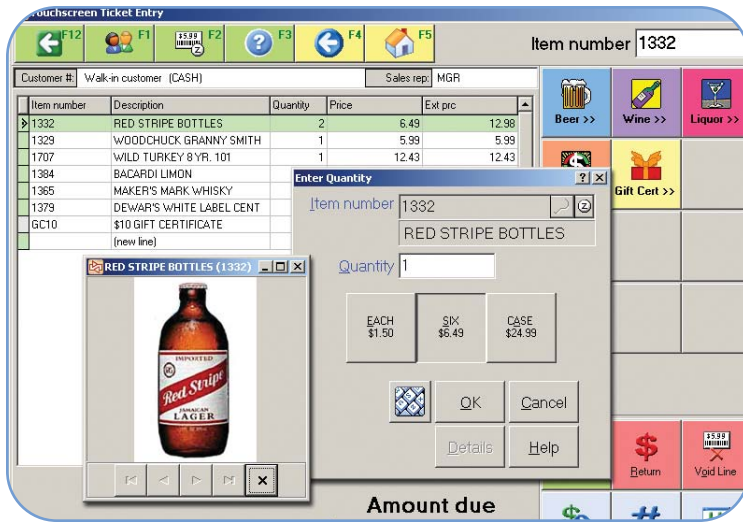 Touchscreen Ticket Entry
F12 F1 $5.99 Z F2 ? F3 F4 F5
Item number 1332
Customer #: Walk-in customer (CASH) Sales rep: MGR
Item number Description Quantity Price Ext prc
1332 RED STRIPE BOTTLES 2 6.49 12.98
1329 WOODCHUCK GRANNY SMITH 1 5.99 5.99
1707 WILD TURKEY 8 YR. 101 1 12.43 12.43
1384 BACARDI LIMON
1365 MAKER'S MARK WHISKY
1379 DEWAR'S WHITE LABEL CENT
GC10 $10 GIFT CERTIFICATE
(new line)
Beer >> Wine >> Liquor >>
Gift Cert >>
Enter Quantity
Item number 1332
RED STRIPE BOTTLES
Quantity 1
EACH SIX CASE
$1.50 $6.49 $24.99
OK Cancel
Details Help
RED STRIPE BOTTLES (1332)
IMPORTED
Red Stripe
JAMAICAN
LAGER
$5.99
Return Void Line
Amount due